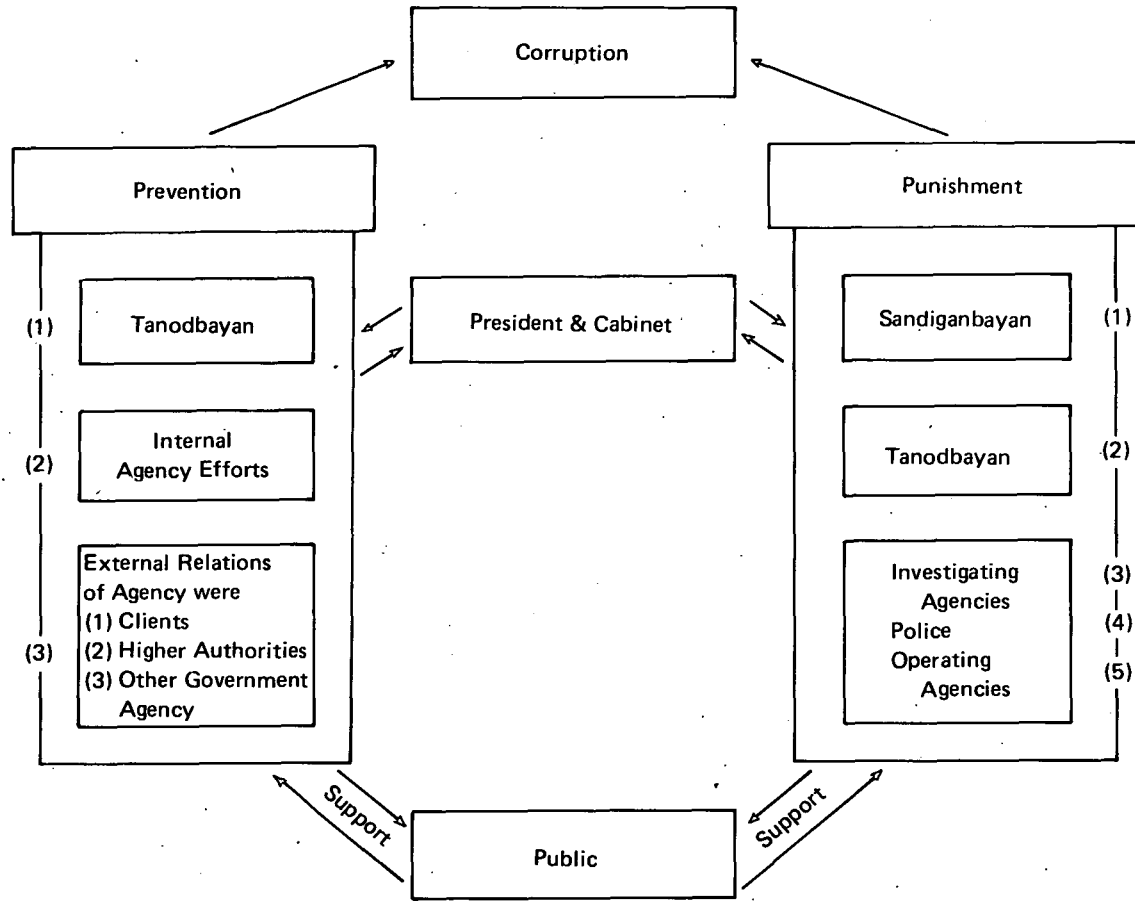 Corruption
Prevention
Punishment
(1)
Tanodbayan
President & Cabinet
Sandiganbayan
(1)
(2)
Internal
Agency Efforts
Tanodbayan
(2)
(3)
External Relations
of Agency were
(1) Clients
(2) Higher Authorities
(3) Other Government
Agency
Investigating
Agencies
Police
Operating
Agencies
(3)
(4)
(5)
Support
Public
Support